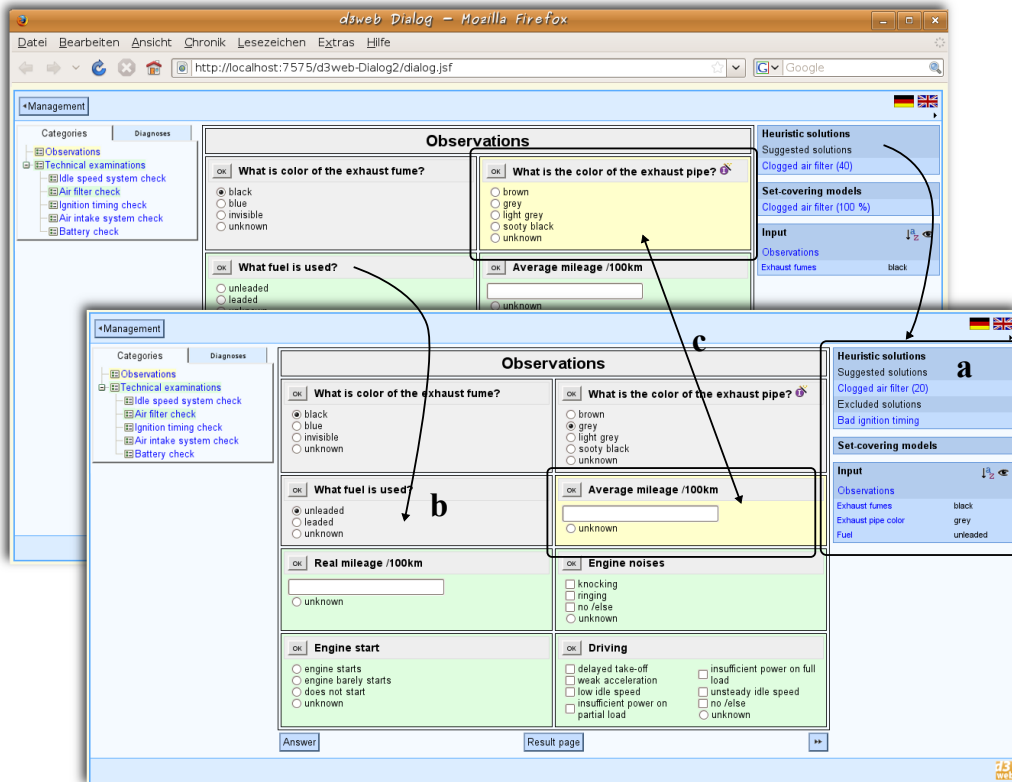 d3web Dialog - Mozilla Firefox
Datei Bearbeiten Ansicht Chronik Lesezeichen Extras Hilfe
http://localhost:7575/d3web-Dialog2/dialog.jsf
G Google
Management
Categories Diagnoses
Observations
Technical examinations
Idle speed system check
Air filter check
Ignition timing check
Air intake system check
Battery check
Observations
OK What is color of the exhaust fume?
black
blue
invisible
unknown
OK What is the color of the exhaust pipe?
brown
grey
light grey
sooty black
unknown
OK What fuel is used?
unleaded
leaded
OK Average mileage /100km
unknown
Heuristic solutions
Suggested solutions
Clogged air filter (40)
Set-covering models
Clogged air filter (100 %)
Input
Observations
Exhaust fumes black
Management
Categories Diagnoses
Observations
Technical examinations
Idle speed system check
Air filter check
Ignition timing check
Air intake system check
Battery check
Observations
OK What is color of the exhaust fume?
black
blue
invisible
unknown
OK What is the color of the exhaust pipe?
brown
grey
light grey
sooty black
unknown
OK What fuel is used?
unleaded
leaded
unknown
OK Average mileage /100km
unknown
OK Real mileage /100km
unknown
OK Engine noises
knocking
ringing
no /else
unknown
OK Engine start
engine starts
engine barely starts
does not start
unknown
OK Driving
delayed take-off
weak acceleration
low idle speed
insufficient power on
partial load
insufficient power on full
load
unsteady idle speed
no /else
unknown
Answer Result page
Heuristic solutions
Suggested solutions
Clogged air filter (20)
Excluded solutions
Bad ignition timing
Set-covering models
Input
Observations
Exhaust fumes black
Exhaust pipe color grey
Fuel unleaded
a
b
c
d3
web